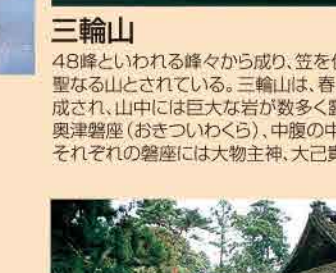 三輪山
48峰といわれる峰々から成り、笠を
聖なる山とされている。三輪山は、春
成され、山中には巨大な岩が数多く
奥津磐座（おきついわくら）、中腹の中
それぞれの磐座には大物主神、大己貴